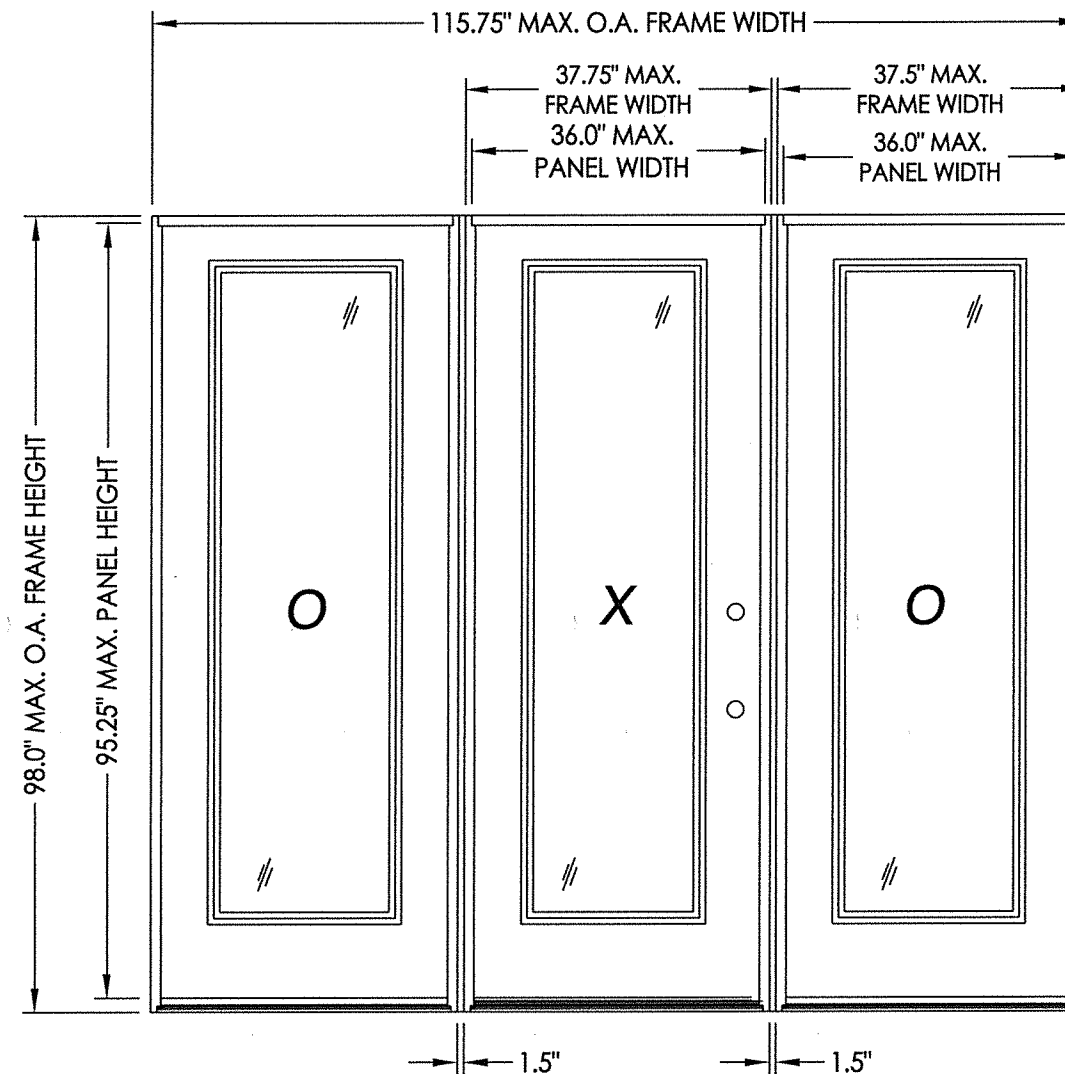 115.75" MAX. O.A. FRAME WIDTH
37.75" MAX.
FRAME WIDTH
36.0" MAX.
PANEL WIDTH
37.5" MAX.
FRAME WIDTH
36.0" MAX.
PANEL WIDTH
98.0" MAX. O.A. FRAME HEIGHT
95.25" MAX. PANEL HEIGHT
O
X
O
1.5"
1.5"